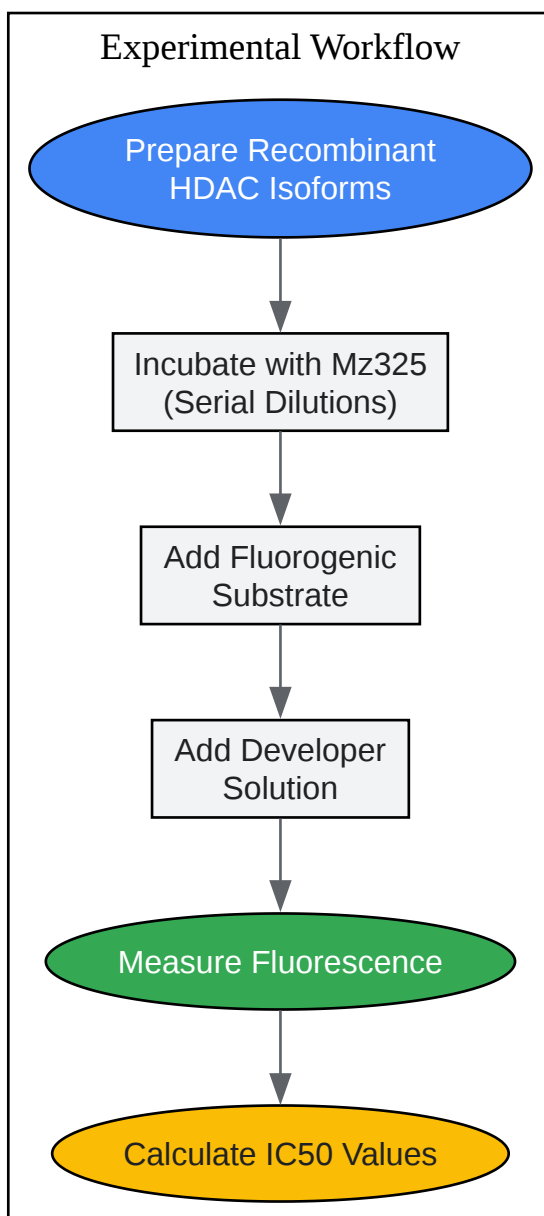 Experimental Workflow
Prepare Recombinant
HDAC Isoforms
Incubate with Mz325
(Serial Dilutions)
Add Fluorogenic
Substrate
Add Developer
Solution
Measure Fluorescence
Calculate IC50 Values